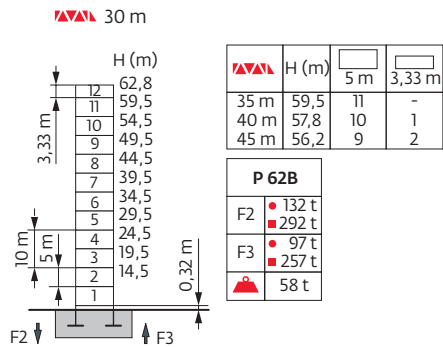 30 m
H (m)
12 62,8
11 59,5
10 54,5
9 49,5
8 44,5
7 39,5
6 34,5
5 29,5
4 24,5
3 19,5
2 14,5
1
3,33 m
10 m
5 m
0,32 m
F2 F3
H (m) 5 m 3,33 m
35 m 59,5 11 -
40 m 57,8 10 1
45 m 56,2 9 2
P 62B
F2 ● 132 t
■ 292 t
F3 ● 97 t
■ 257 t
58 t